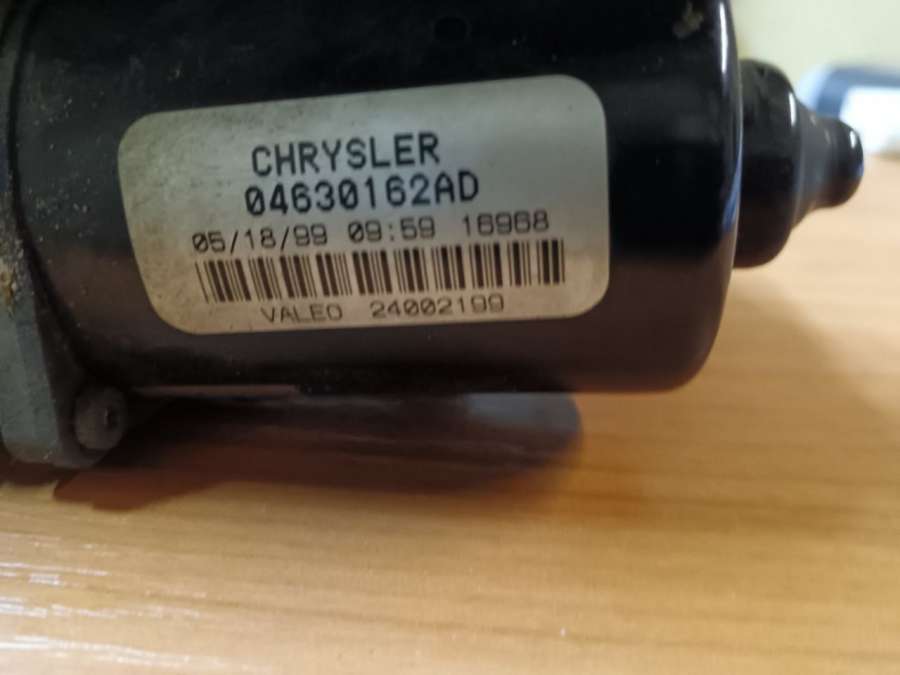 CHRYSLER
04630162AD
05/18/99 09:59 16968
VALEO 24002199